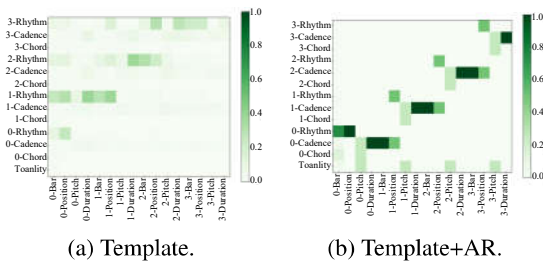 3-Rhythm
3-Cadence
3-Chord
2-Rhythm
2-Cadence
2-Chord
1-Rhythm
1-Cadence
1-Chord
0-Rhythm
0-Cadence
0-Chord
Toanlity
0-Bar
0-Position
0-Pitch
0-Duration
1-Bar
1-Position
1-Pitch
1-Duration
2-Bar
2-Position
2-Pitch
2-Duration
3-Bar
3-Position
3-Pitch
3-Duration
1.0
0.8
0.6
0.4
0.2
0.0
(a) Template.
3-Rhythm
3-Cadence
3-Chord
2-Rhythm
2-Cadence
2-Chord
1-Rhythm
1-Cadence
1-Chord
0-Rhythm
0-Cadence
0-Chord
Toanlity
0-Bar
0-Position
0-Pitch
0-Duration
1-Bar
1-Position
1-Pitch
1-Duration
2-Bar
2-Position
2-Pitch
2-Duration
3-Bar
3-Position
3-Pitch
3-Duration
1.0
0.8
0.6
0.4
0.2
0.0
(b) Template+AR.